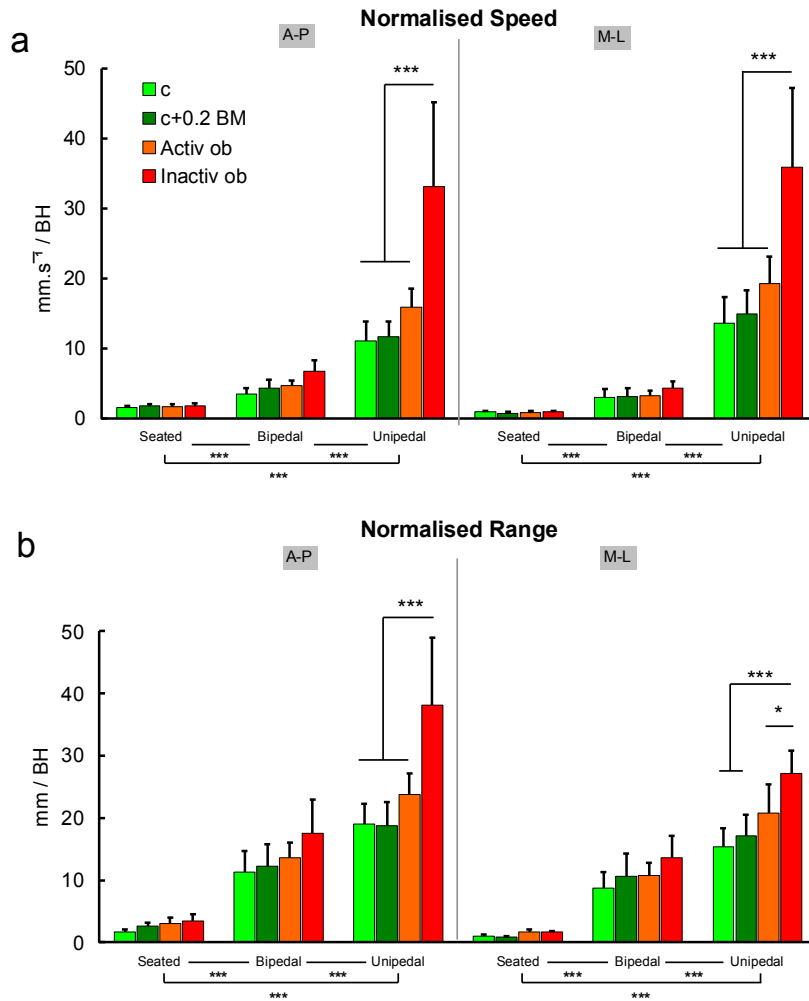 Normalised Speed
a
A-P
M-L
50
40
30
20
10
0
mm.s⁻¹ / BH
c
c+0.2 BM
Activ ob
Inactiv ob
***
***
Seated Bipedal Unipedal Seated Bipedal Unipedal
*** *** *** ***
*** ***
Normalised Range
b
A-P
M-L
50
40
30
20
10
0
mm / BH
***
***
*
Seated Bipedal Unipedal Seated Bipedal Unipedal
*** *** *** ***
*** ***